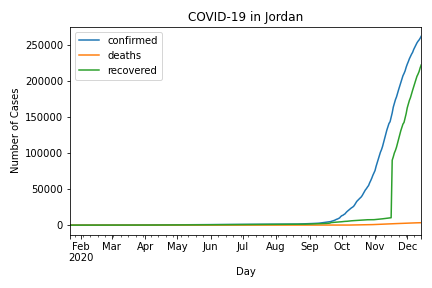 COVID-19 in Jordan
confirmed
deaths
recovered
Number of Cases
250000
200000
150000
100000
50000
0
Feb Mar Apr May Jun Jul Aug Sep Oct Nov Dec
2020
Day